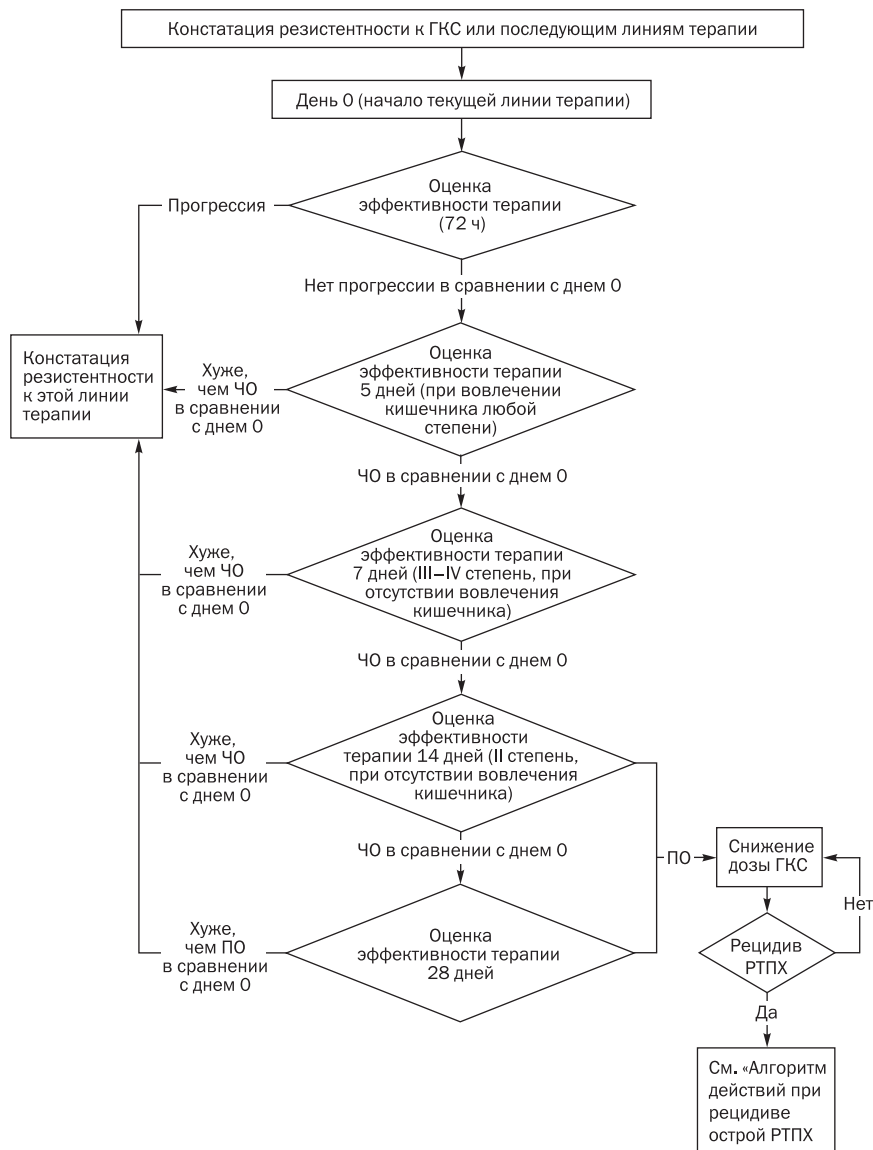 Констатация резистентности к ГКС или последующим линиям терапии
День 0 (начало текущей линии терапии)
Оценка
эффективности терапии
(72 ч)
Прогрессия
Нет прогрессии в сравнении с днем 0
Констатация
резистентности
к этой линии
терапии
Хуже,
чем ЧО
в сравнении
с днем 0
Оценка
эффективности терапии
5 дней (при вовлечении
кишечника любой
степени)
ЧО в сравнении с днем 0
Хуже,
чем ЧО
в сравнении
с днем 0
Оценка
эффективности терапии
7 дней (III–IV степень, при
отсутствии вовлечения
кишечника)
ЧО в сравнении с днем 0
Хуже,
чем ЧО
в сравнении
с днем 0
Оценка
эффективности
терапии 14 дней (II степень,
при отсутствии вовлечения
кишечника)
ЧО в сравнении с днем 0
Хуже,
чем ПО
в сравнении
с днем 0
Оценка
эффективности терапии
28 дней
ПО
Снижение
дозы ГКС
Нет
Рецидив
РТПХ
Да
См. «Алгоритм
действий при
рецидиве
острой РТПХ